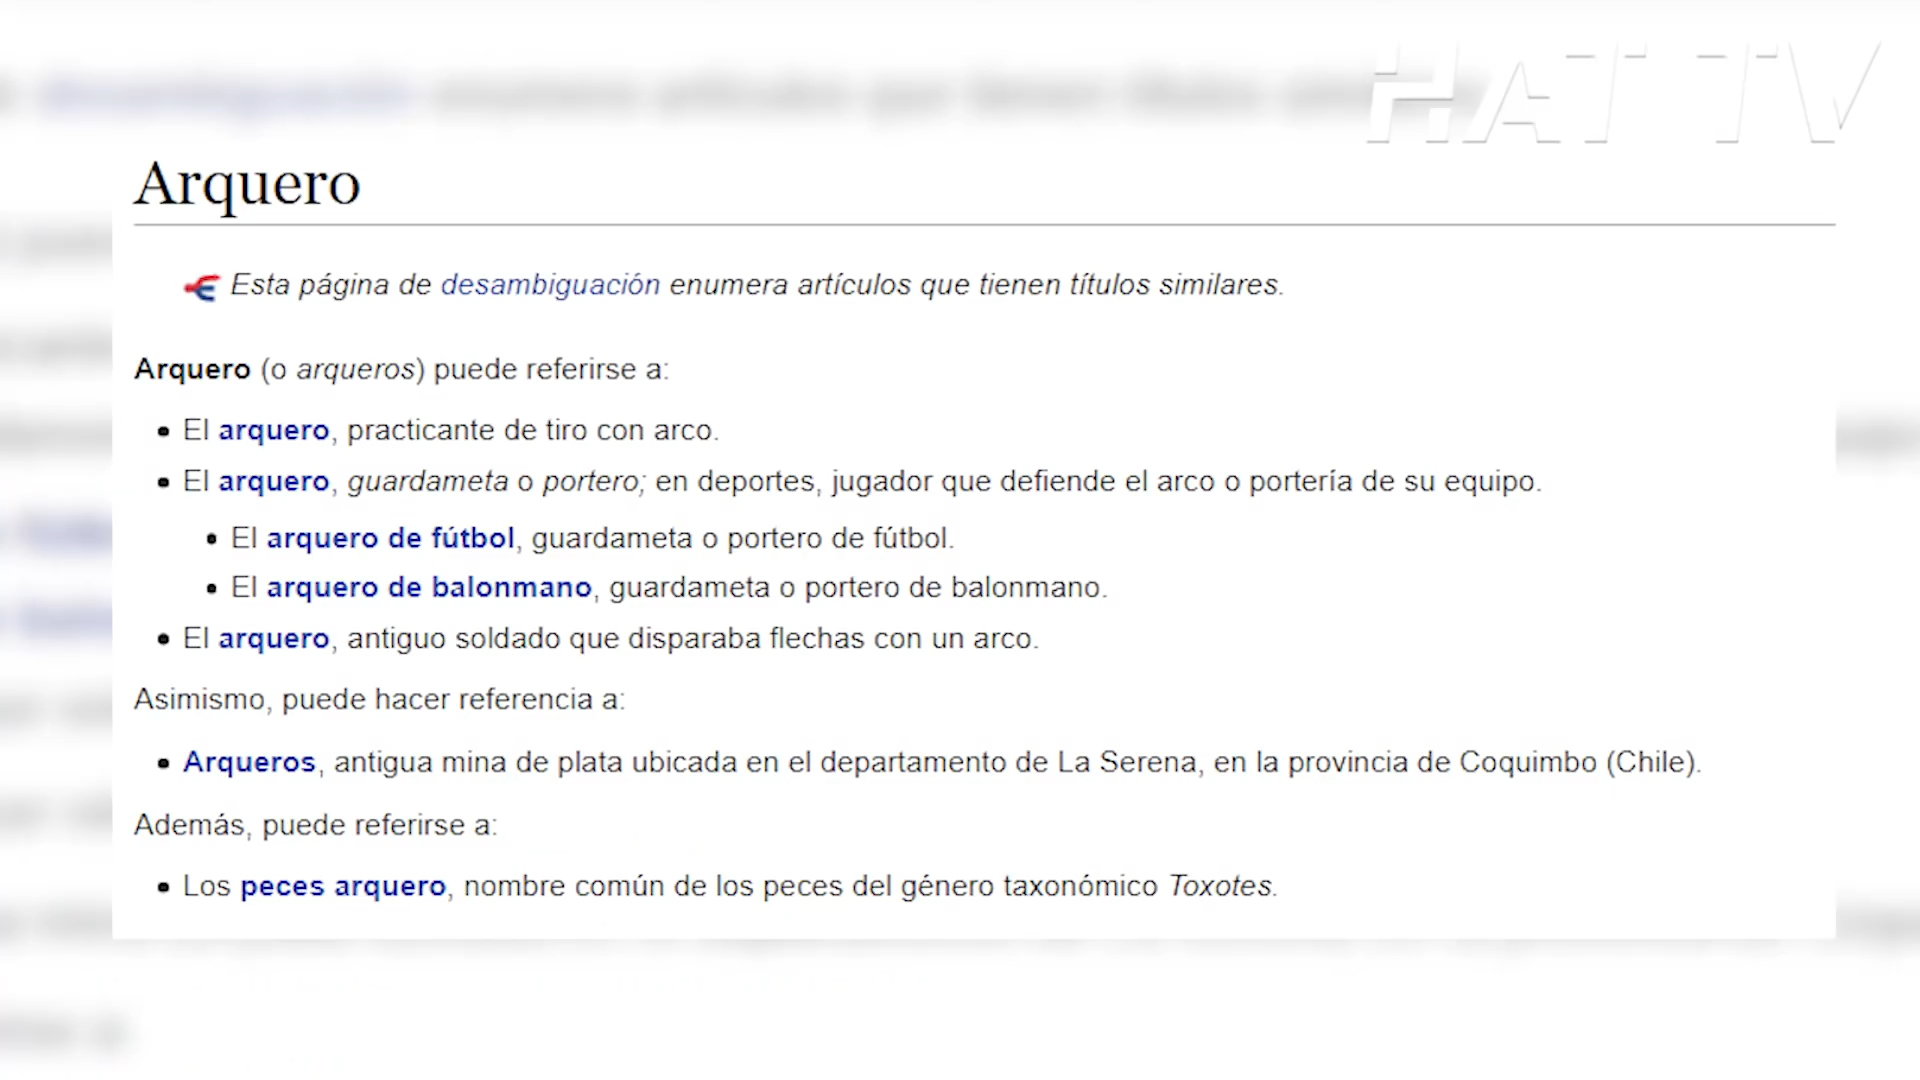 HAT TV
Arquero
Esta página de desambiguación enumera artículos que tienen títulos similares.
Arquero (o arqueros) puede referirse a:
• El arquero, practicante de tiro con arco.
• El arquero, guardameta o portero; en deportes, jugador que defiende el arco o portería de su equipo.
• El arquero de fútbol, guardameta o portero de fútbol.
• El arquero de balonmano, guardameta o portero de balonmano.
• El arquero, antiguo soldado que disparaba flechas con un arco.
Asimismo, puede hacer referencia a:
• Arqueros, antigua mina de plata ubicada en el departamento de La Serena, en la provincia de Coquimbo (Chile).
Además, puede referirse a:
• Los peces arquero, nombre común de los peces del género taxonómico Toxotes.